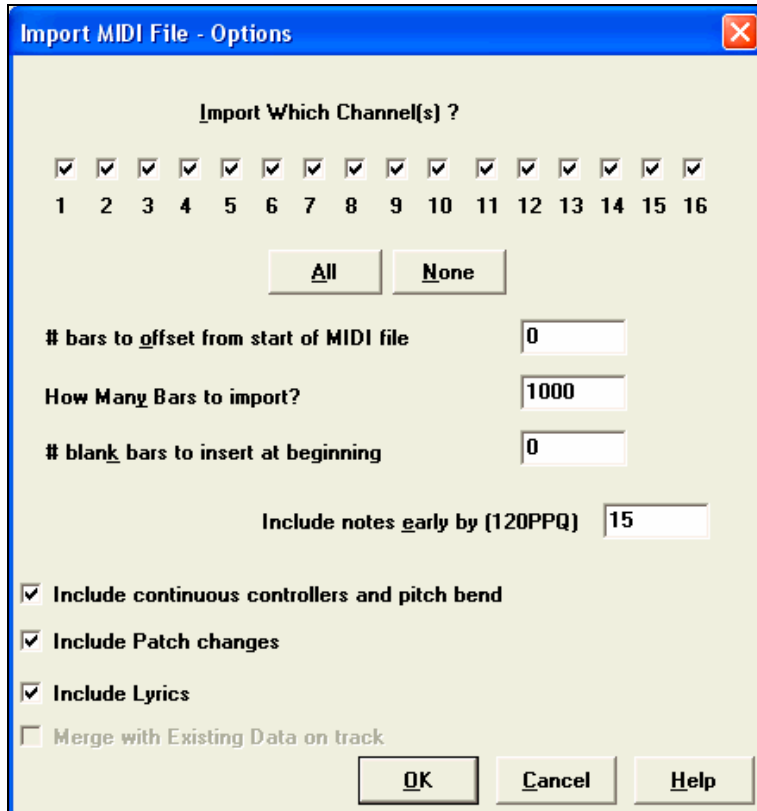 Import MIDI File - Options
Import Which Channel(s) ?
1 2 3 4 5 6 7 8 9 10 11 12 13 14 15 16
All None
# bars to offset from start of MIDI file 0
How Many Bars to import? 1000
# blank bars to insert at beginning 0
Include notes early by (120PPQ) 15
Include continuous controllers and pitch bend
Include Patch changes
Include Lyrics
Merge with Existing Data on track
OK Cancel Help